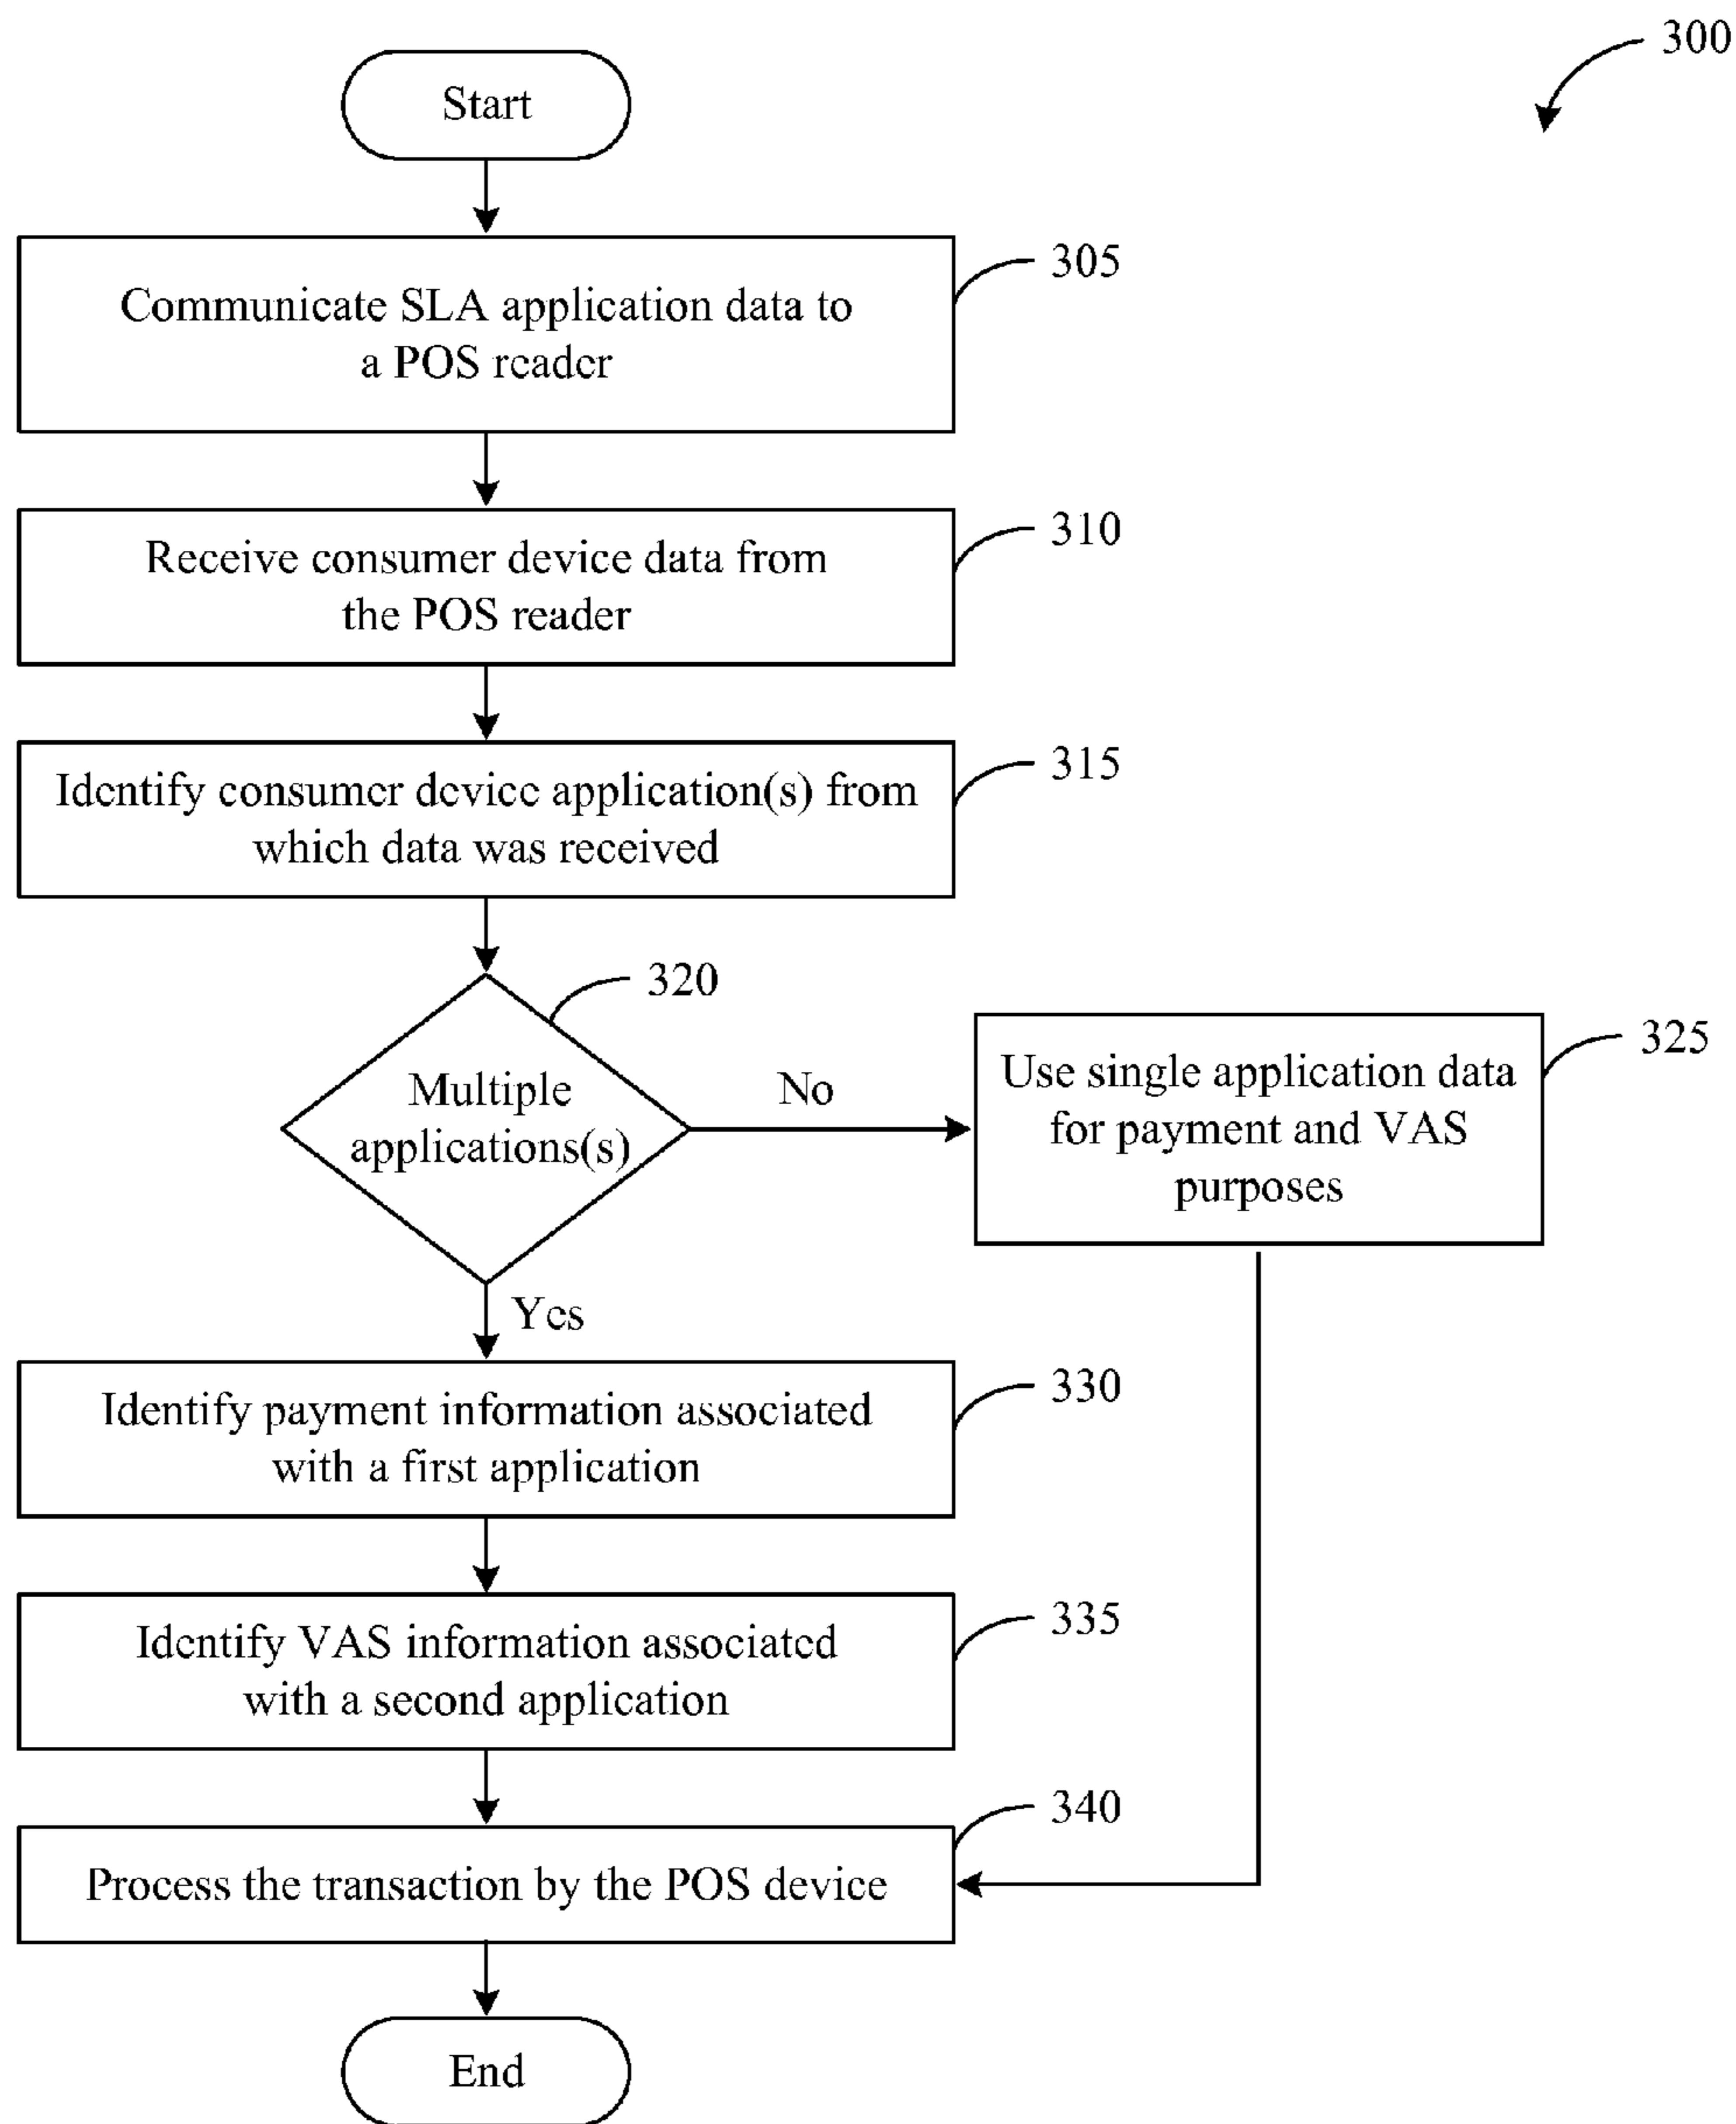 300
Start
305
Communicate SLA application data to
a POS reader
310
Receive consumer device data from
the POS reader
315
Identify consumer device application(s) from
which data was received
320
Multiple
applications(s)
No
325
Use single application data
for payment and VAS
purposes
Yes
330
Identify payment information associated
with a first application
335
Identify VAS information associated
with a second application
340
Process the transaction by the POS device
End